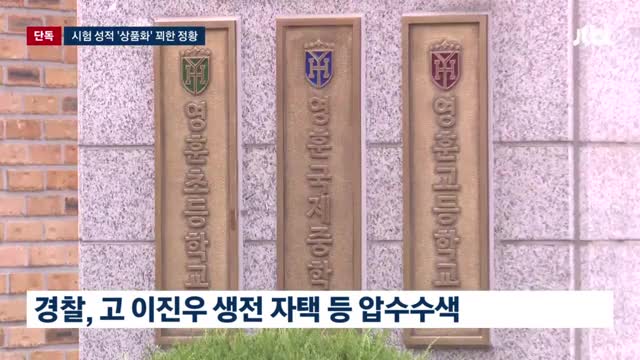 단독 시험 성적 '상품화' 꾀한 정황
jtbc
영훈초등학교
영훈국제중학
영훈고등학교
경찰, 고 이진우 생전 자택 등 압수수색